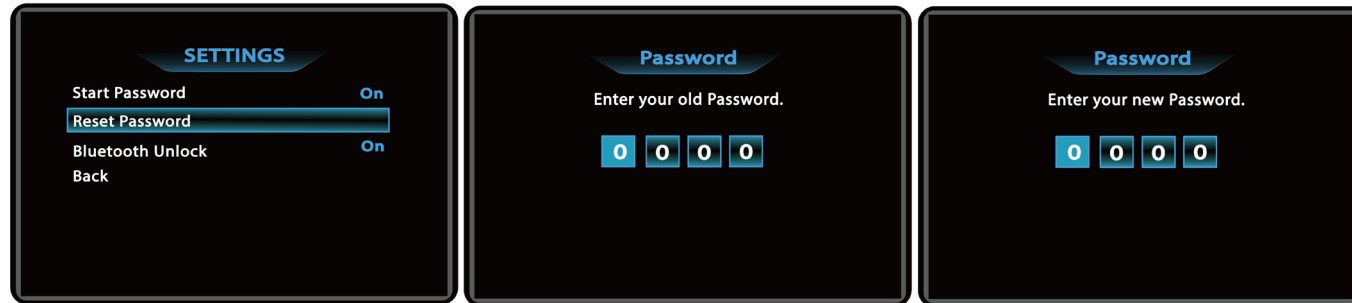 SETTINGS
Start Password On
Reset Password
Bluetooth Unlock On
Back
Password
Enter your old Password.
0 0 0 0
Password
Enter your new Password.
0 0 0 0